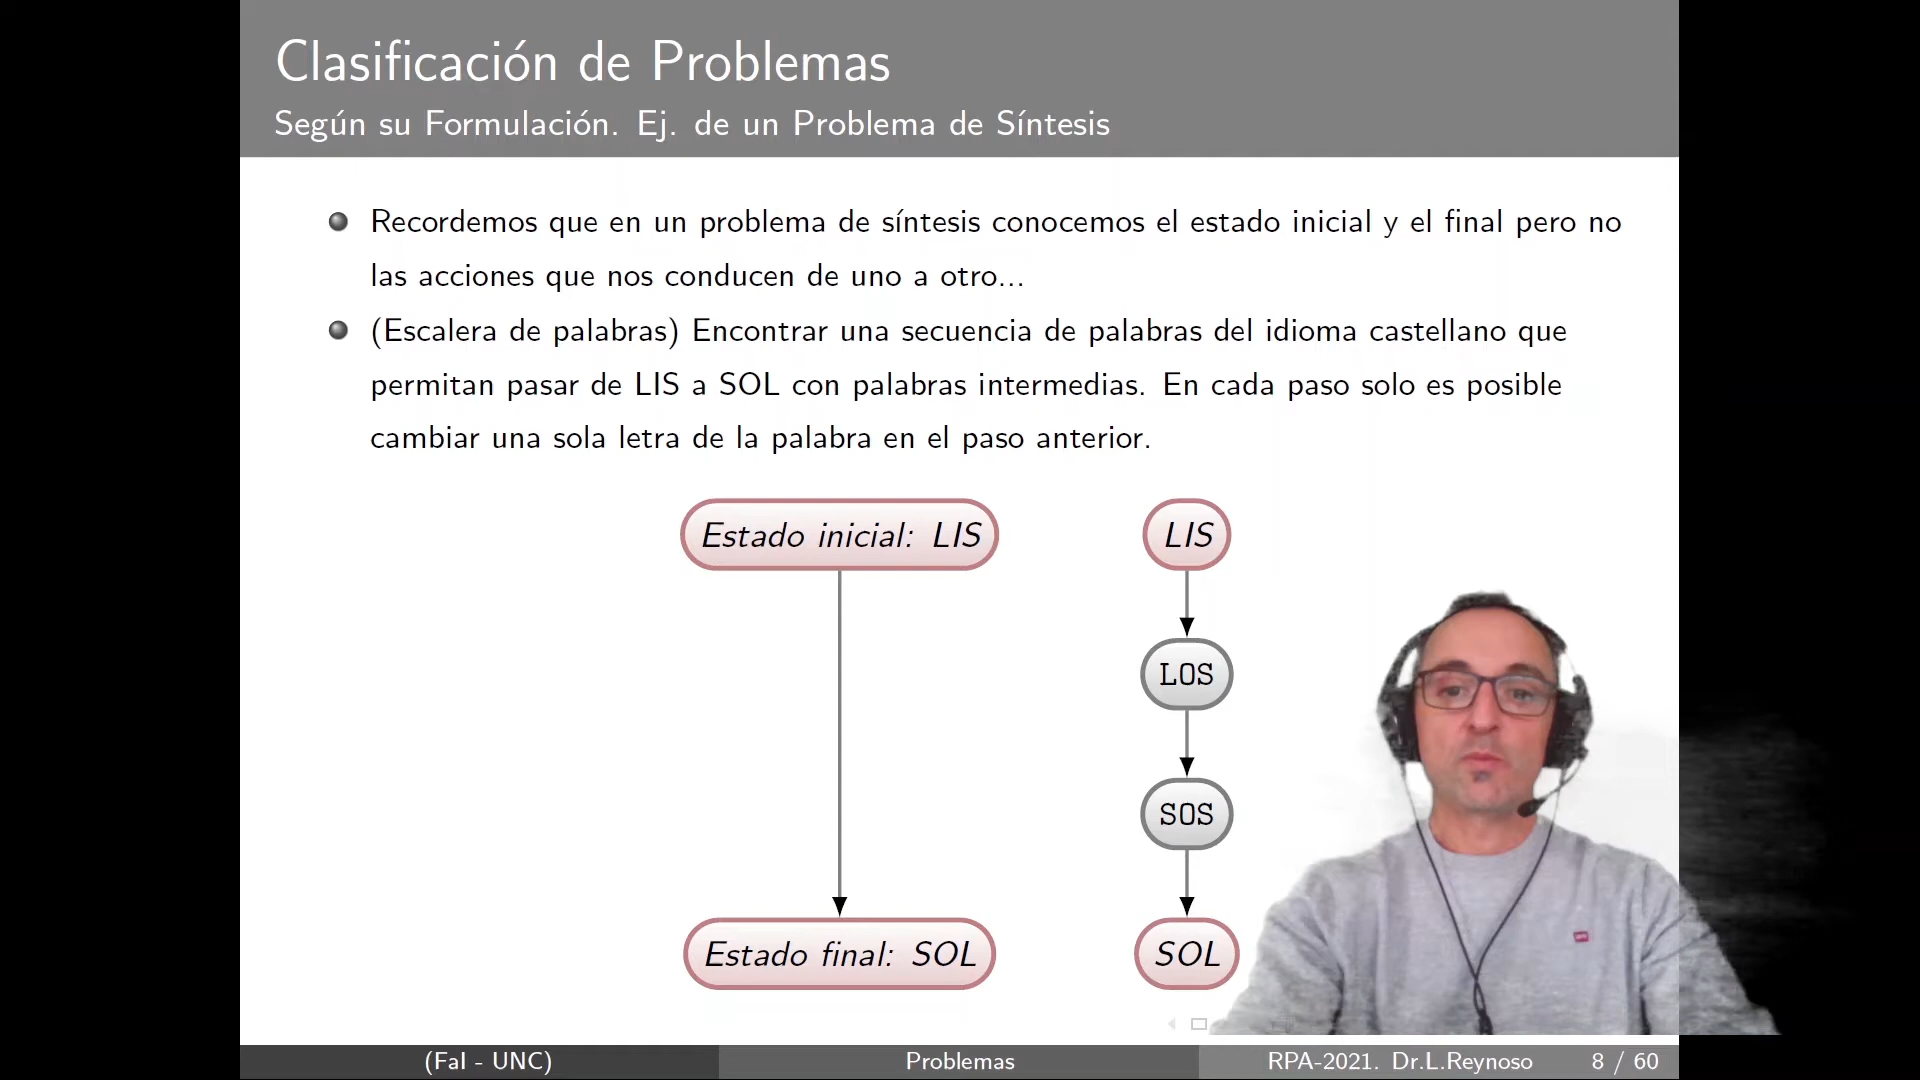 Clasificación de Problemas
Según su Formulación. Ej. de un Problema de Síntesis
Recordemos que en un problema de síntesis conocemos el estado inicial y el final pero no
las acciones que nos conducen de uno a otro...
(Escalera de palabras) Encontrar una secuencia de palabras del idioma castellano que
permitan pasar de LIS a SOL con palabras intermedias. En cada paso solo es posible
cambiar una sola letra de la palabra en el paso anterior.
Estado inicial: LIS
LIS
LOS
SOS
Estado final: SOL
SOL
(FaI - UNC)
Problemas
RPA-2021. Dr.L.Reynoso
8 / 60